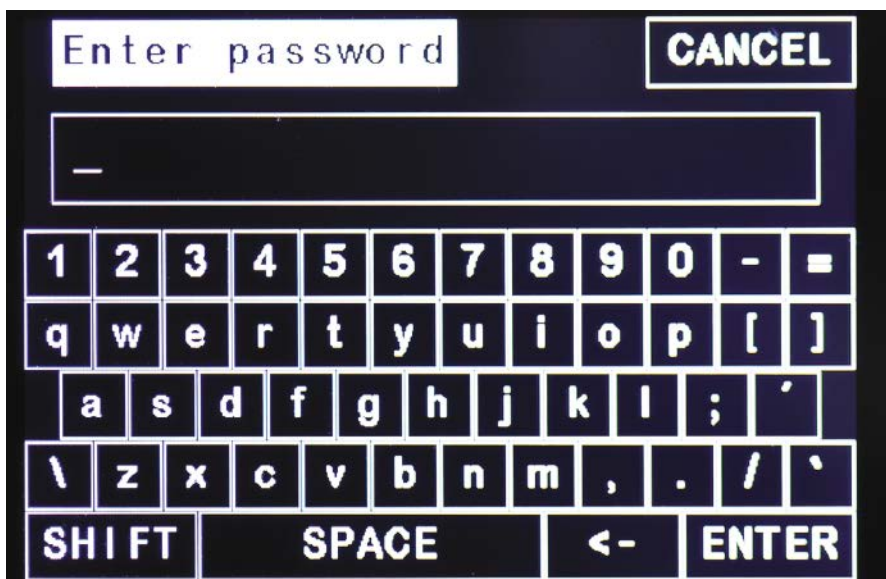 Enter password CANCEL
_
1 2 3 4 5 6 7 8 9 0 - =
q w e r t y u i o p [ ]
a s d f g h j k l ; ´
\ z x c v b n m , . / `
SHIFT SPACE <- ENTER